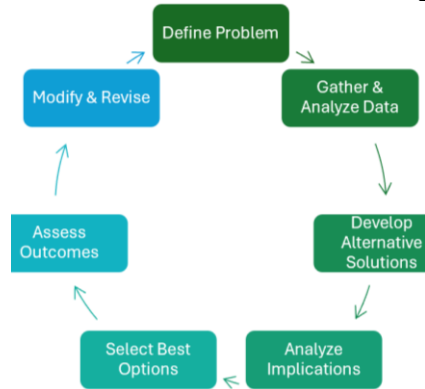 Define Problem
Gather &
Analyze Data
Develop
Alternative
Solutions
Analyze
Implications
Select Best
Options
Assess
Outcomes
Modify & Revise